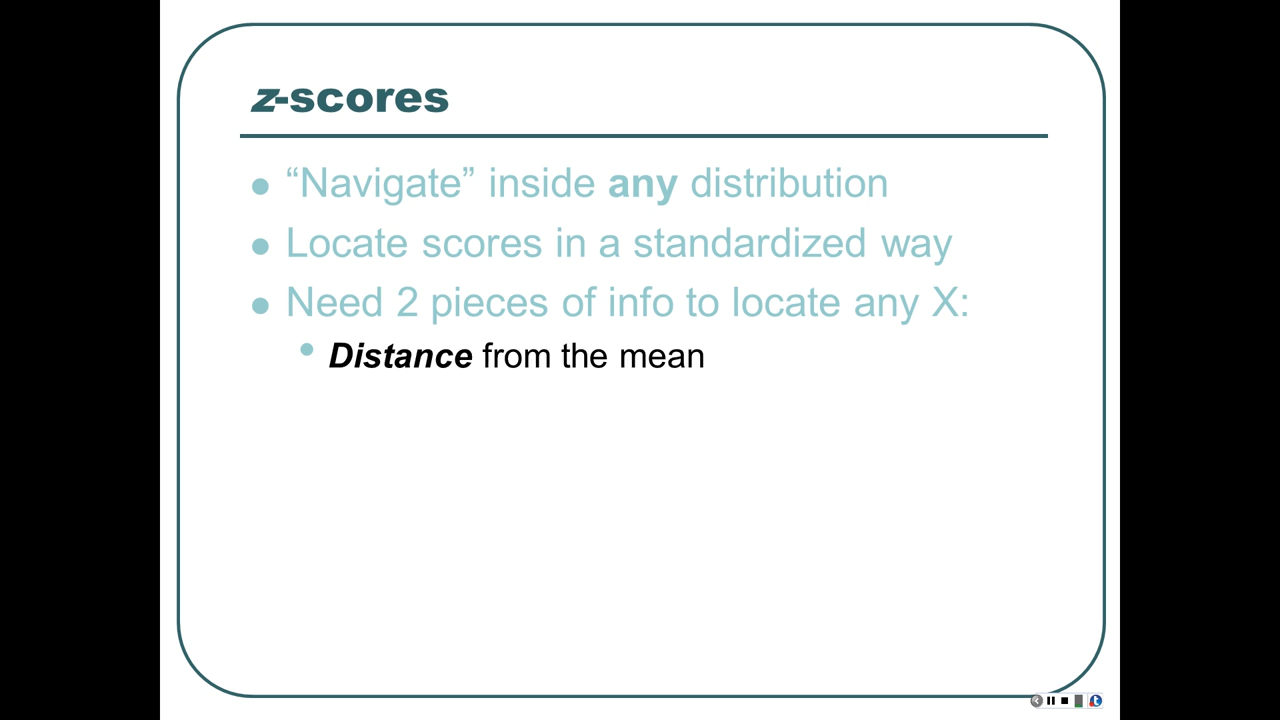 z-scores
“Navigate” inside any distribution
Locate scores in a standardized way
Need 2 pieces of info to locate any X:
Distance from the mean